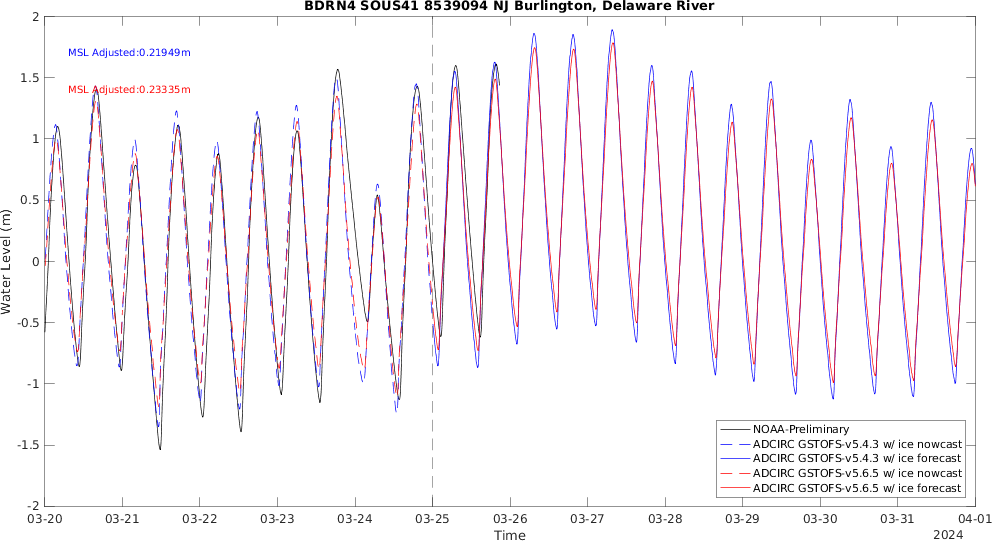 BDRN4 SOUS41 8539094 NJ Burlington, Delaware River
MSL Adjusted:0.21949m
MSL Adjusted:0.23335m
Water Level (m)
2
1.5
1
0.5
0
-0.5
-1
-1.5
-2
NOAA-Preliminary
ADCIRC GSTOFS-v5.4.3 w/ ice nowcast
ADCIRC GSTOFS-v5.4.3 w/ ice forecast
ADCIRC GSTOFS-v5.6.5 w/ ice nowcast
ADCIRC GSTOFS-v5.6.5 w/ ice forecast
03-20 03-21 03-22 03-23 03-24 03-25 03-26 03-27 03-28 03-29 03-30 03-31 04-01
Time
2024